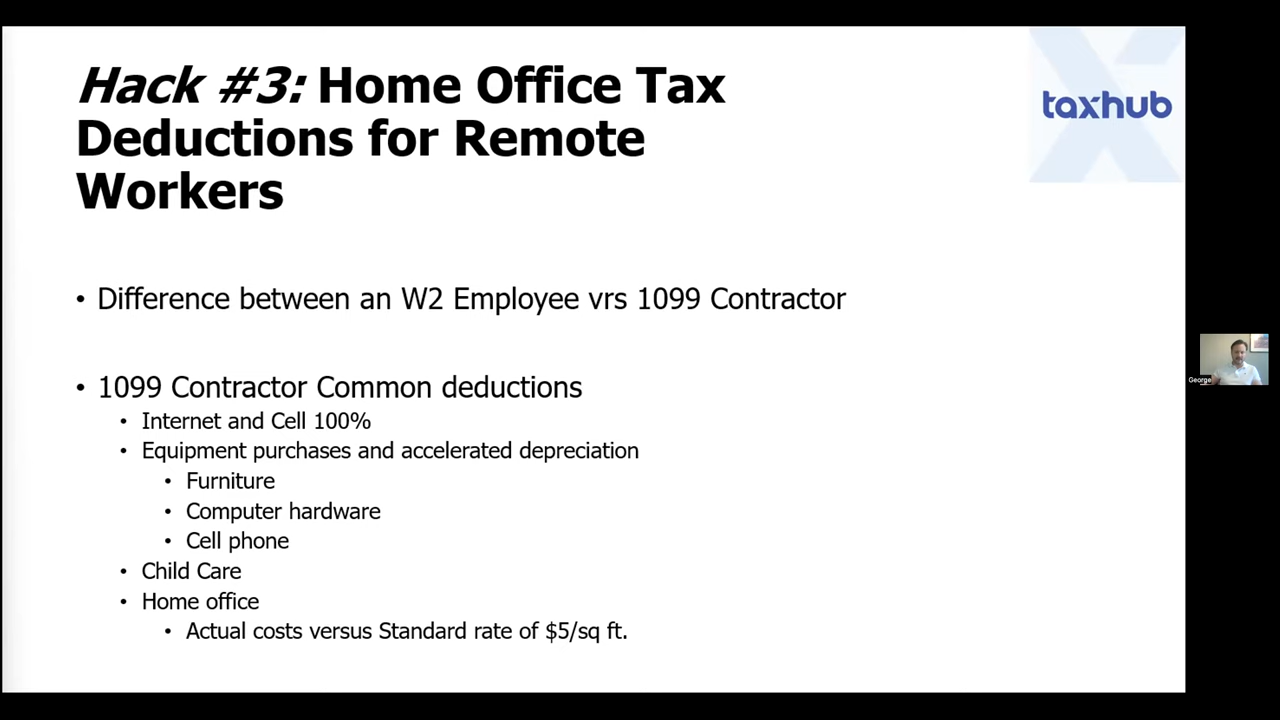 Hack #3: Home Office Tax
Deductions for Remote
Workers
taxhub
• Difference between an W2 Employee vrs 1099 Contractor
• 1099 Contractor Common deductions
• Internet and Cell 100%
• Equipment purchases and accelerated depreciation
• Furniture
• Computer hardware
• Cell phone
• Child Care
• Home office
• Actual costs versus Standard rate of $5/sq ft.
George